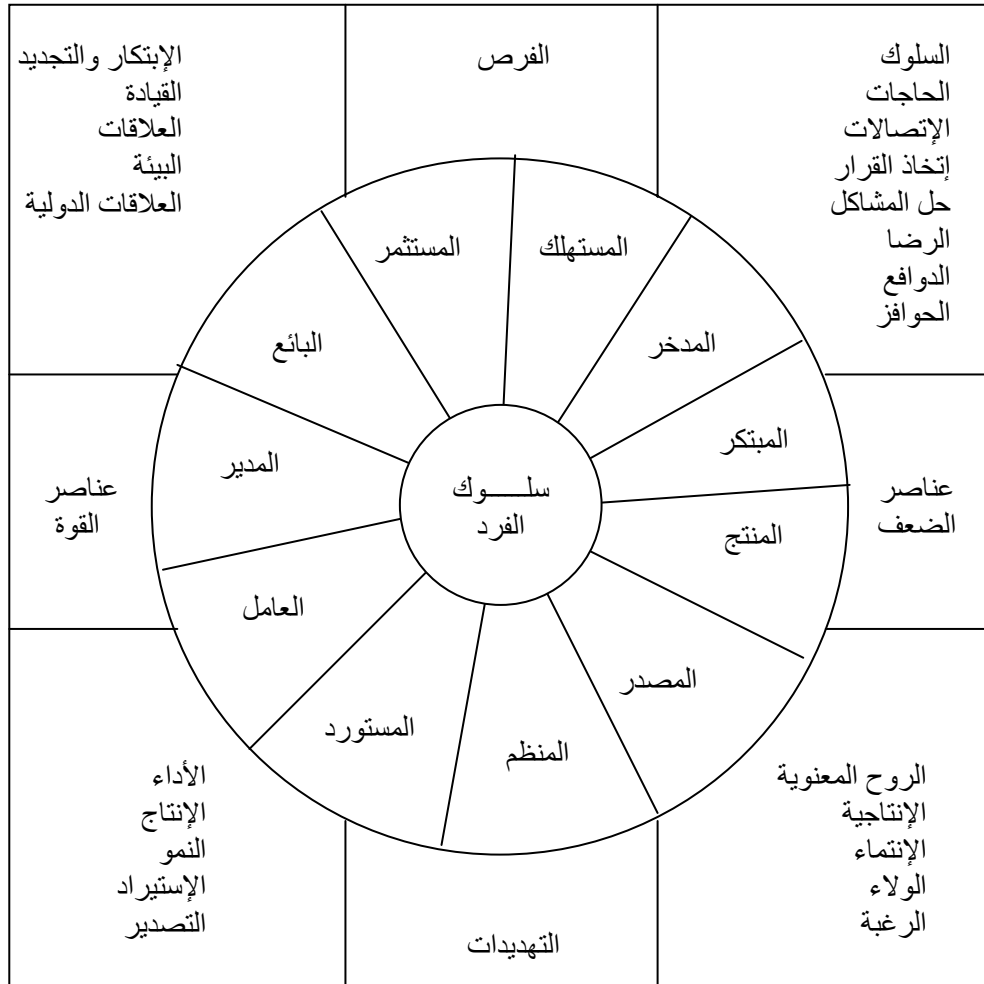 السلوك
الحاجات
الإتصالات
إتخاذ القرار
حل المشاكل
الرضا
الدوافع
الحوافز
الفرص
الإبتكار والتجديد
القيادة
العلاقات
البيئة
العلاقات الدولية
المستهلك
المستثمر
المدخر
البائع
المبتكر
المدير
عناصر
الضعف
سلـــــوك
الفرد
عناصر
القوة
المنتج
العامل
المصدر
المستورد
المنظم
الروح المعنوية
الإنتاجية
الإنتماء
الولاء
الرغبة
التهديدات
الأداء
الإنتاج
النمو
الإستيراد
التصدير